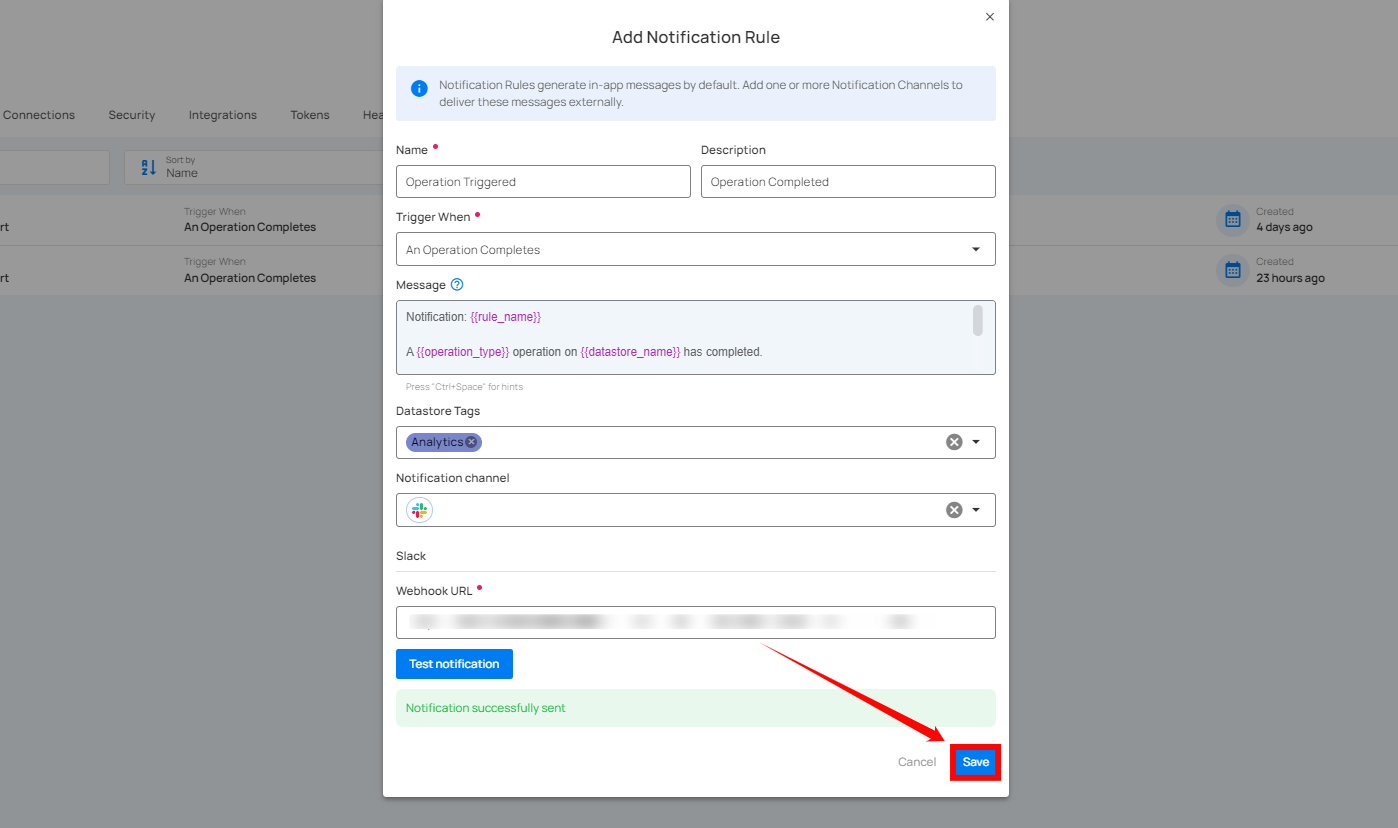 Add Notification Rule
Notification Rules generate in-app messages by default. Add one or more Notification Channels to
deliver these messages externally.
Connections Security Integrations Tokens Hea
Name
Description
Sort by
Name
Operation Triggered
Operation Completed
Trigger When
An Operation Completes
Trigger When
An Operation Completes
rt
Created
4 days ago
Trigger When
An Operation Completes
rt
Created
23 hours ago
Message
Notification: {{rule_name}}
A {{operation_type}} operation on {{datastore_name}} has completed.
Press "Ctrl+Space" for hints
Datastore Tags
Analytics
Notification channel
Slack
Webhook URL
Test notification
Notification successfully sent
Cancel
Save